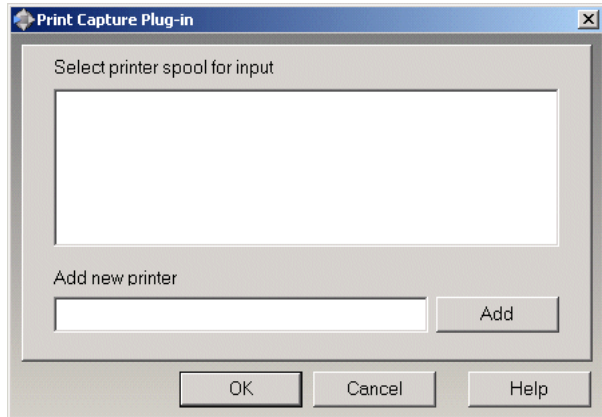 Print Capture Plug-in
Select printer spool for input
Add new printer
Add
OK Cancel Help